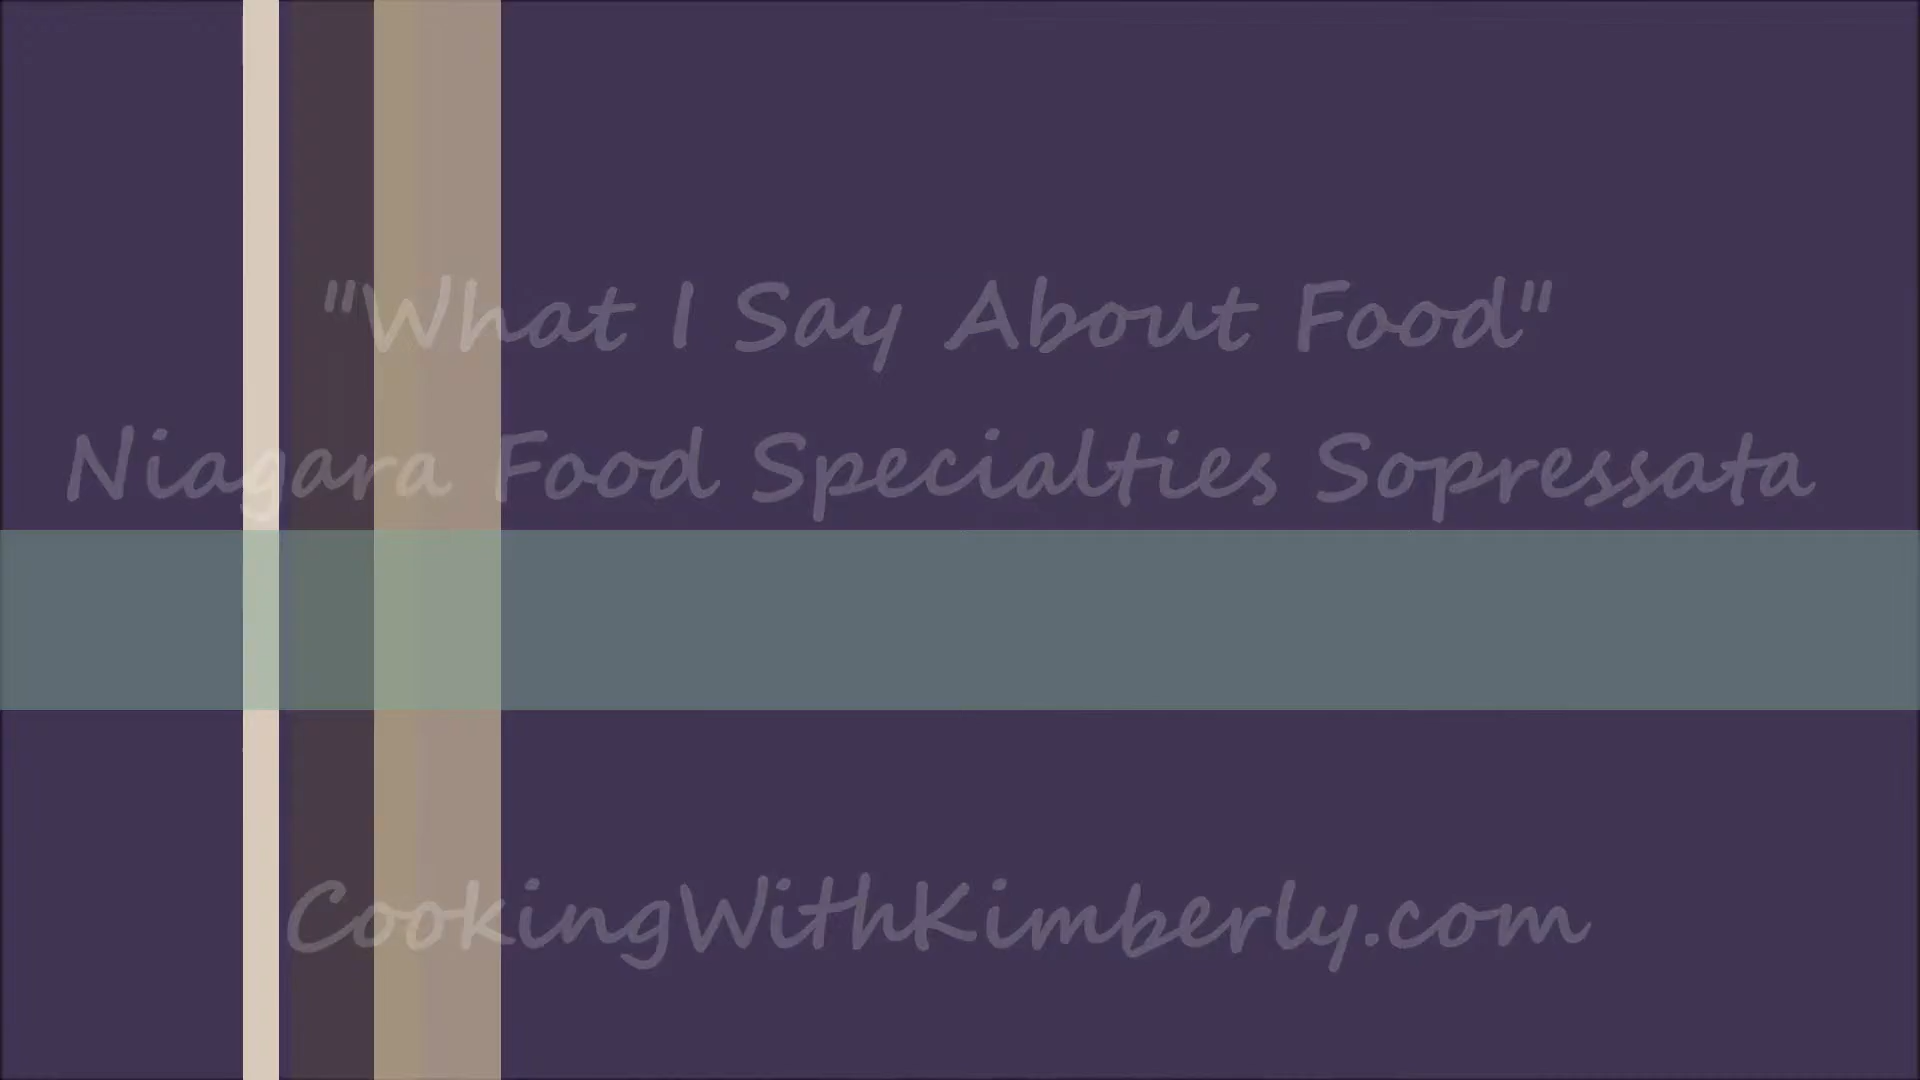 "What I Say About Food"
Niagara Food Specialties Sopressata
CookingWithKimberly.com